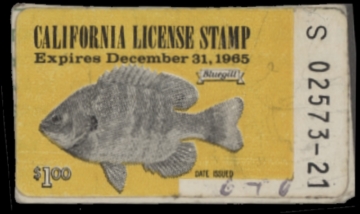 CALIFORNIA LICENSE STAMP
Expires December 31, 1965
Bluegill
$1.00
DATE ISSUED
S 02573-21